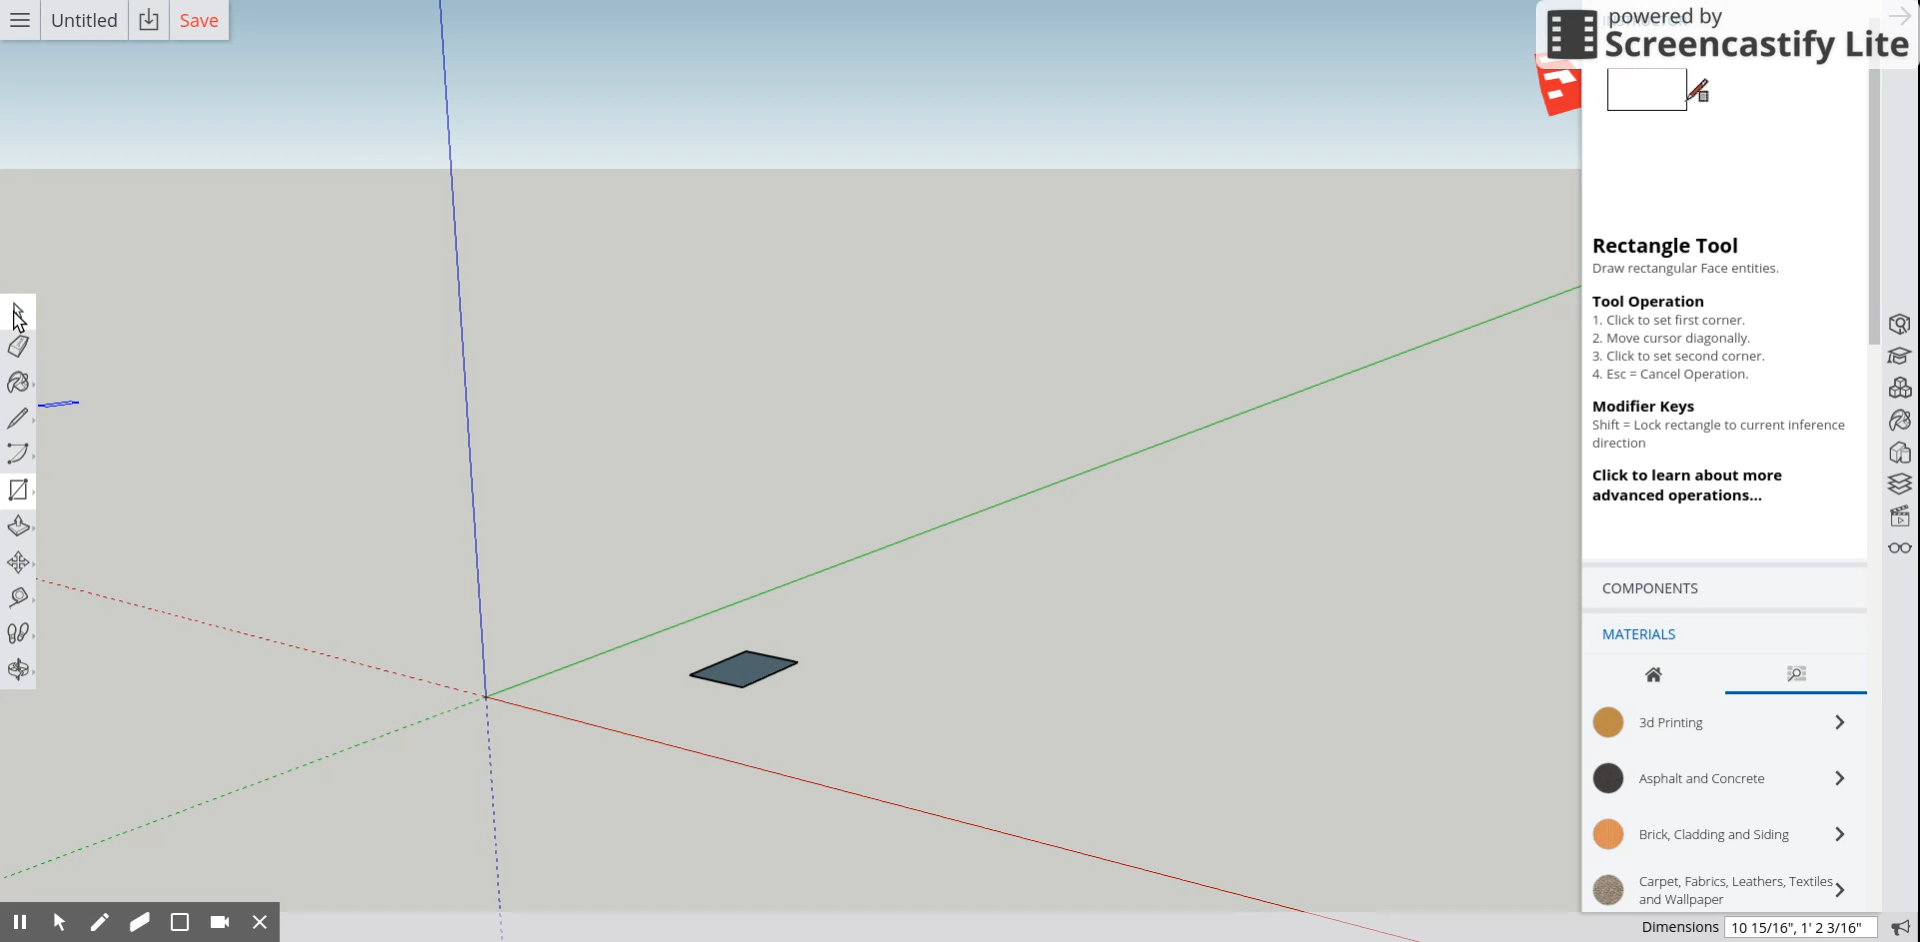 Untitled
Save
powered by
Screencastify Lite
Rectangle Tool
Draw rectangular Face entities.
Tool Operation
1. Click to set first corner.
2. Move cursor diagonally.
3. Click to set second corner.
4. Esc = Cancel Operation.
Modifier Keys
Shift = Lock rectangle to current inference
direction
Click to learn about more
advanced operations...
COMPONENTS
MATERIALS
3d Printing
Asphalt and Concrete
Brick, Cladding and Siding
Carpet, Fabrics, Leathers, Textiles
and Wallpaper
Dimensions 10 15/16", 1' 2 3/16"